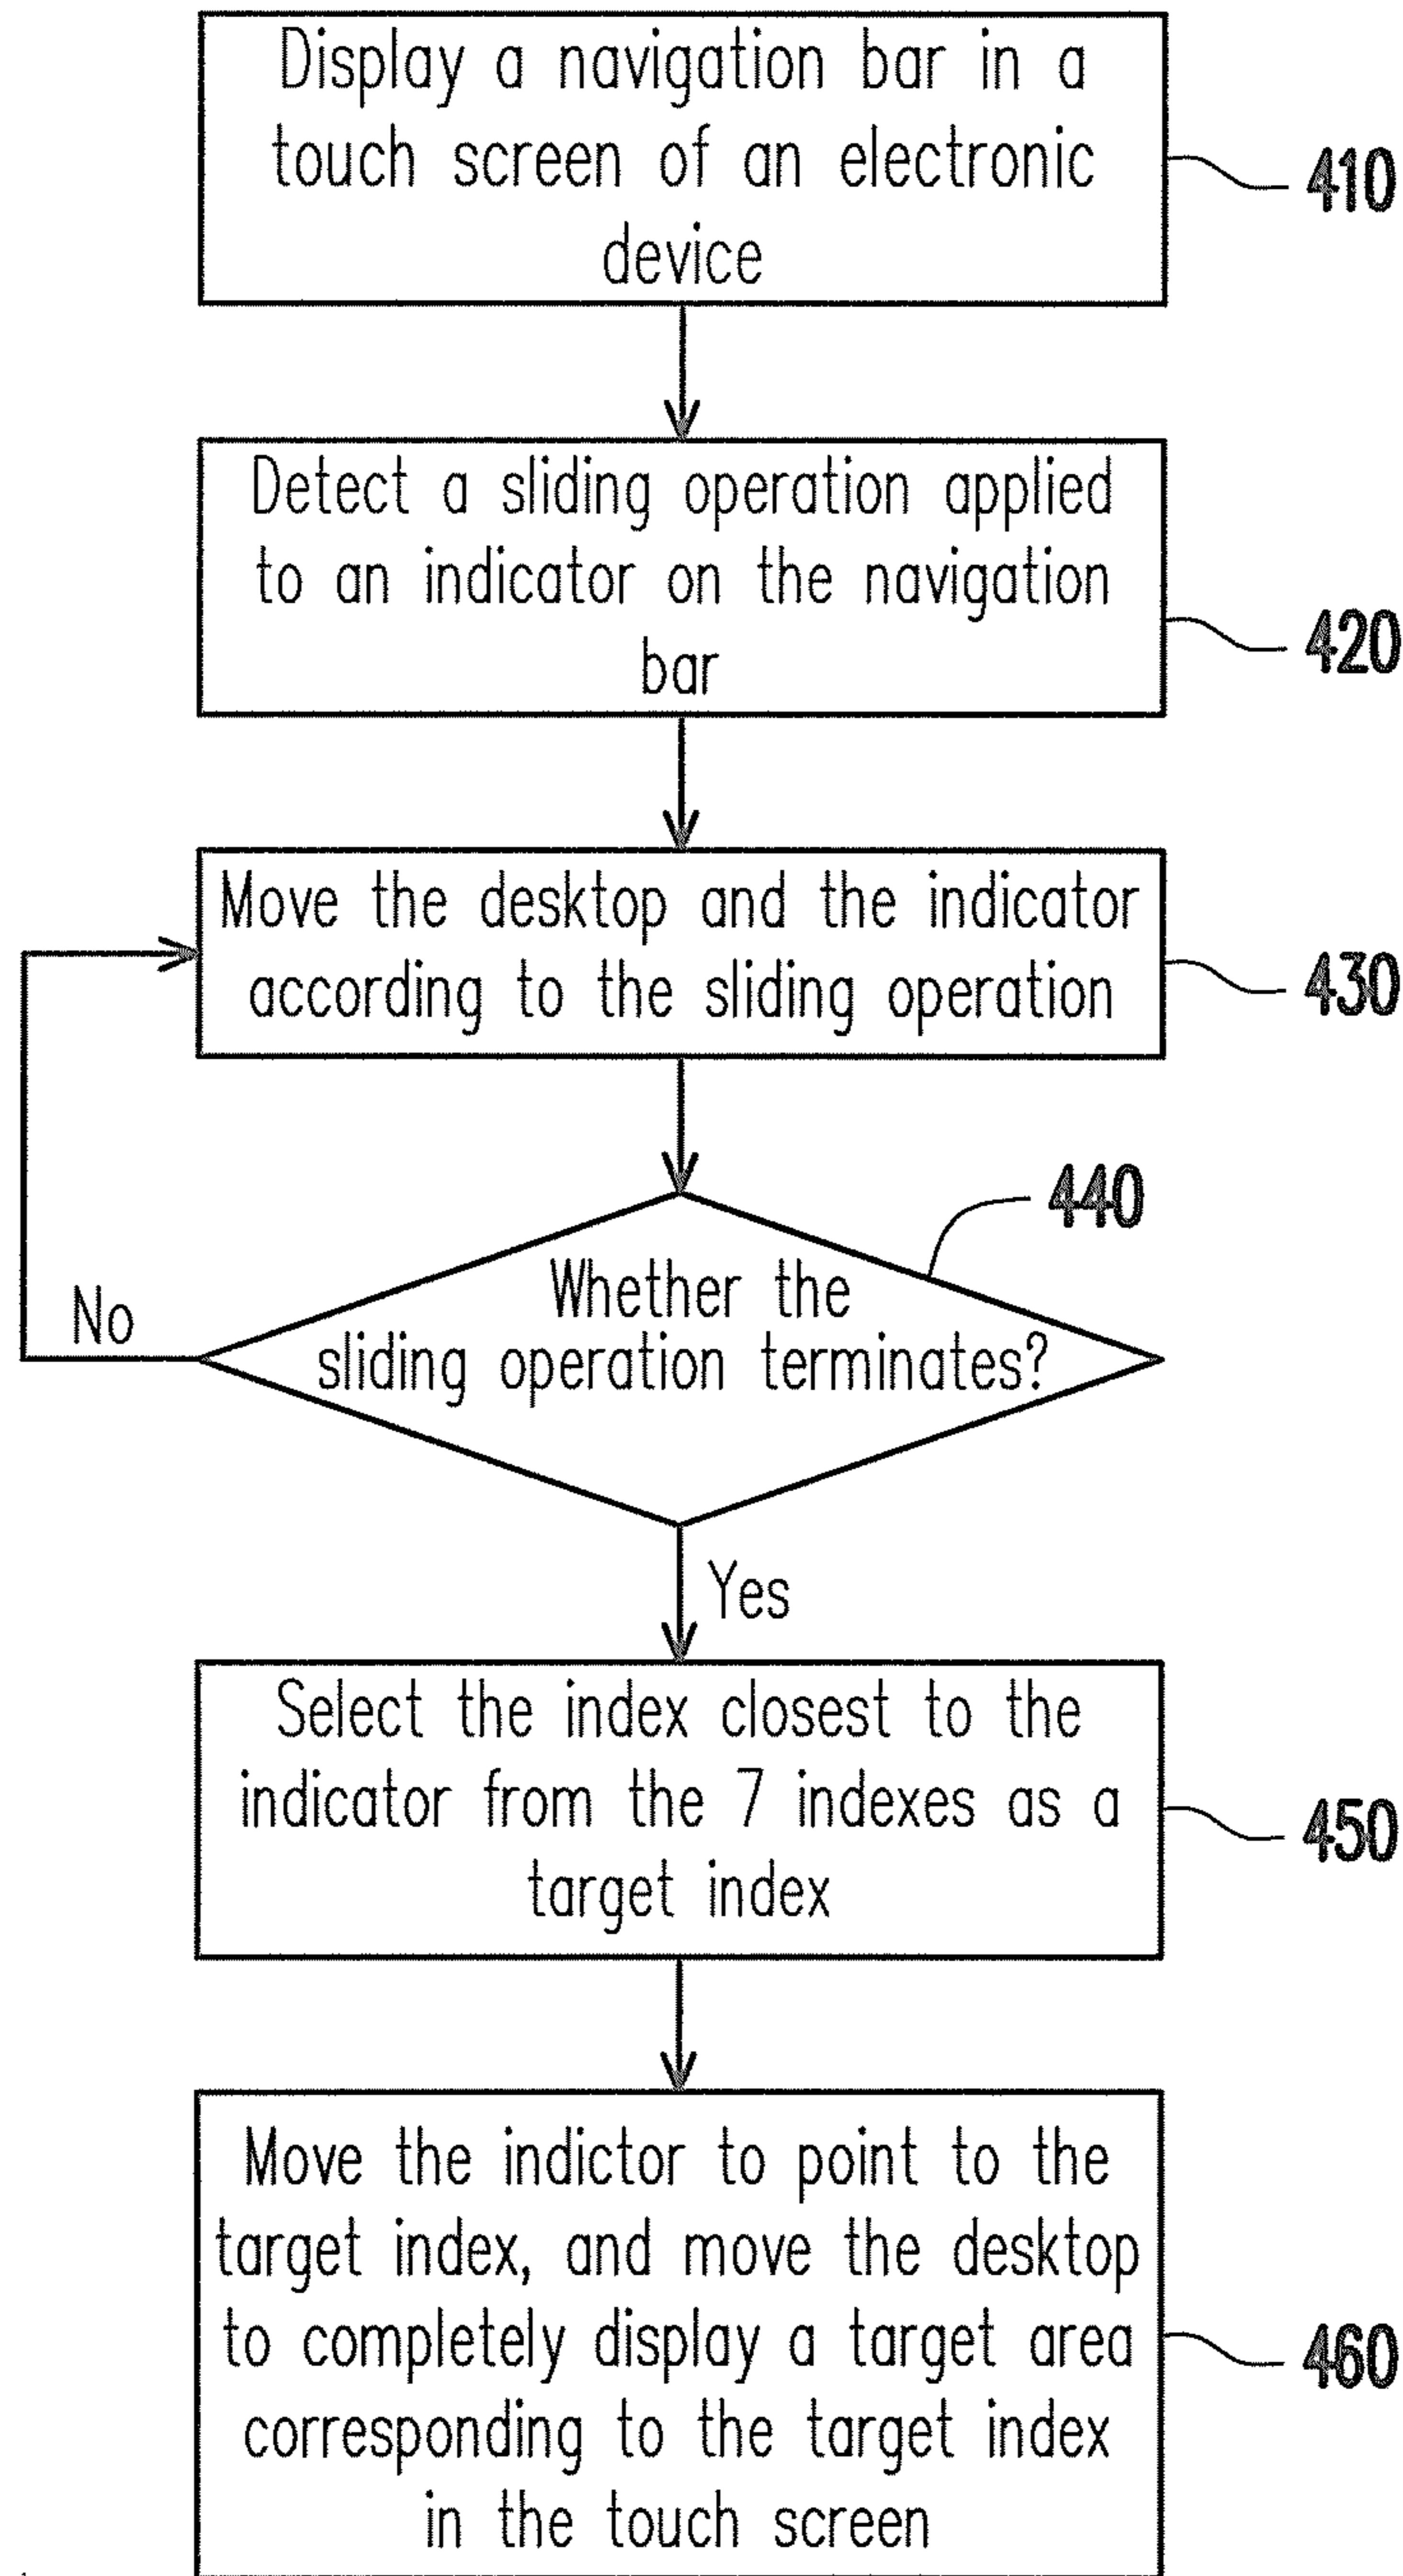 Display a navigation bar in a
touch screen of an electronic
device
410
Detect a sliding operation applied
to an indicator on the navigation
bar
420
Move the desktop and the indicator
according to the sliding operation
430
440
Whether the
sliding operation terminates?
No
Yes
Select the index closest to the
indicator from the 7 indexes as a
target index
450
Move the indictor to point to the
target index, and move the desktop
to completely display a target area
corresponding to the target index
in the touch screen
460